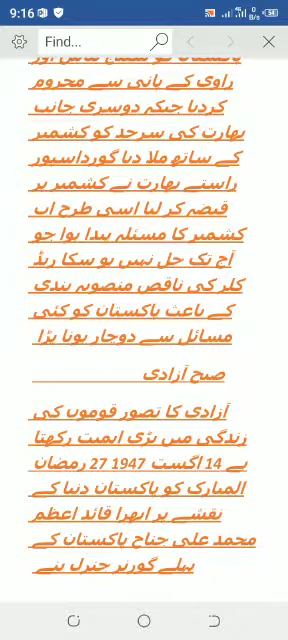 9:16
Find...
راوی کے پانی سے محروم
کردیا جبکہ دوسری جانب
بھارت کی سرحد کو کشمیر
کے ساتھ ملا دیا گورداسپور
راستے بھارت نے کشمیر پر
قبضہ کر لیا اسی طرح اب
کشمیر کا مسئلہ پیدا ہوا جو
آج تک حل نہیں ہو سکا ریڈ
کلر کی ناقص منصوبہ بندی
کے باعث پاکستان کو کئی
مسائل سے دوچار ہونا پڑا
صبح آزادی
آزادی کا تصور قوموں کی
زندگی میں بڑی اہمیت رکھتا
ہے 14 اگست 1947 27 رمضان
المبارک کو پاکستان دنیا کے
نقشے پر ابھرا قائد اعظم
محمد علی جناح پاکستان کے
پہلے گورنر جنرل بنے